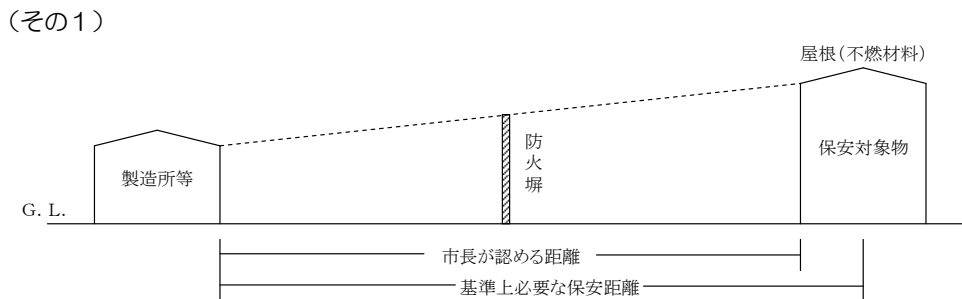 (その1)
屋根(不燃材料)
防火塀
保安対象物
製造所等
G. L.
市長が認める距離
基準上必要な保安距離